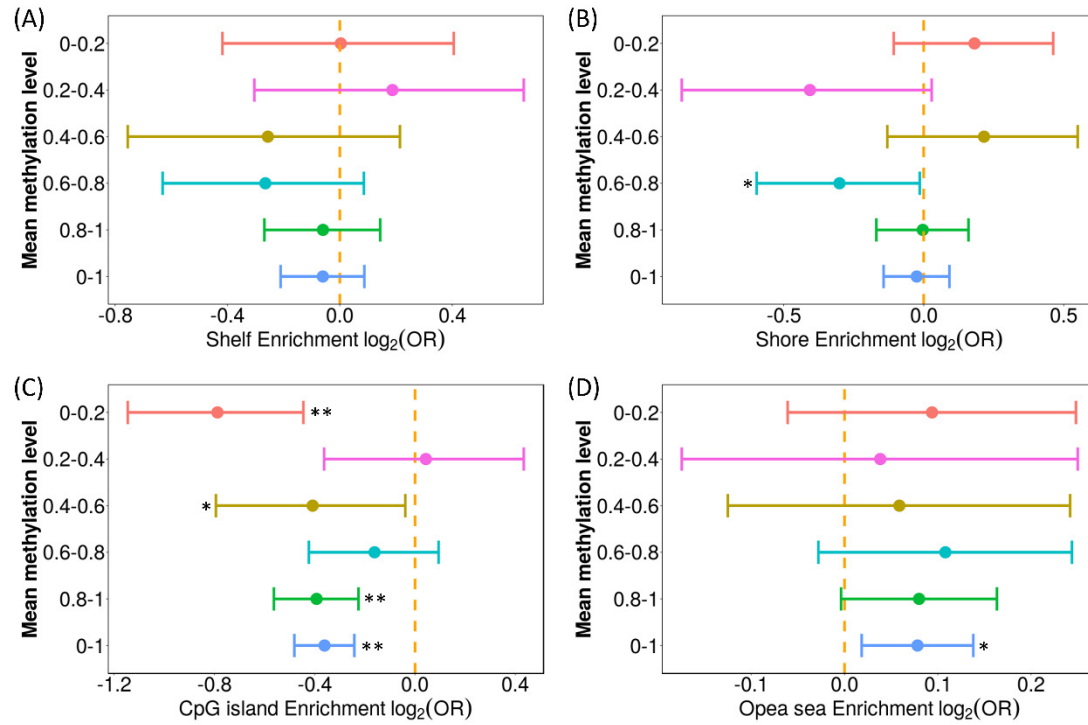 (A)
Mean methylation level
0-0.2
0.2-0.4
0.4-0.6
0.6-0.8
0.8-1
0-1
-0.8 -0.4 0.0 0.4
Shelf Enrichment log₂(OR)
(B)
Mean methylation level
0-0.2
0.2-0.4
0.4-0.6
0.6-0.8 *
0.8-1
0-1
-0.5 0.0 0.5
Shore Enrichment log₂(OR)
(C)
Mean methylation level
0-0.2 **
0.2-0.4
0.4-0.6 *
0.6-0.8
0.8-1 **
0-1 **
-1.2 -0.8 -0.4 0.0 0.4
CpG island Enrichment log₂(OR)
(D)
Mean methylation level
0-0.2
0.2-0.4
0.4-0.6
0.6-0.8
0.8-1
0-1 *
-0.1 0.0 0.1 0.2
Opea sea Enrichment log₂(OR)